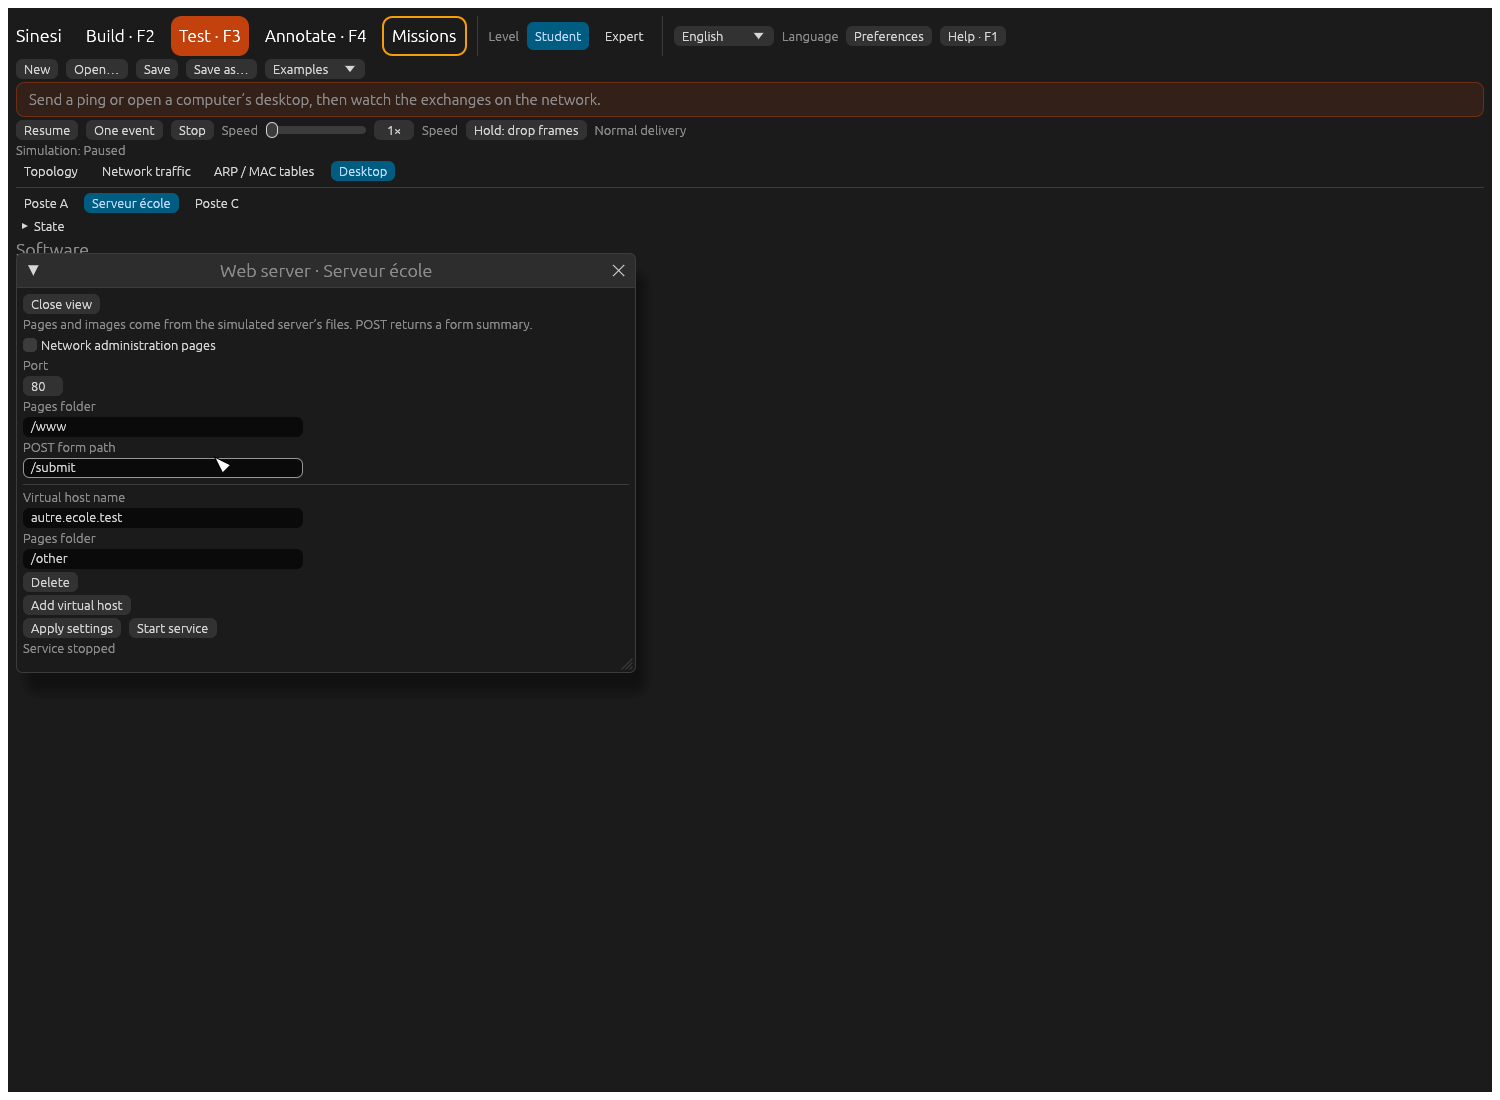 Sinesi Build · F2 Test · F3 Annotate · F4 Missions Level Student Expert English Language Preferences Help · F1
New Open… Save Save as… Examples
Send a ping or open a computer’s desktop, then watch the exchanges on the network.
Resume One event Stop Speed 1× Speed Hold: drop frames Normal delivery
Simulation: Paused
Topology Network traffic ARP / MAC tables Desktop
Poste A Serveur école Poste C
State
Software
Web server · Serveur école
Close view
Pages and images come from the simulated server’s files. POST returns a form summary.
Network administration pages
Port
80
Pages folder
/www
POST form path
/submit
Virtual host name
autre.ecole.test
Pages folder
/other
Delete
Add virtual host
Apply settings Start service
Service stopped